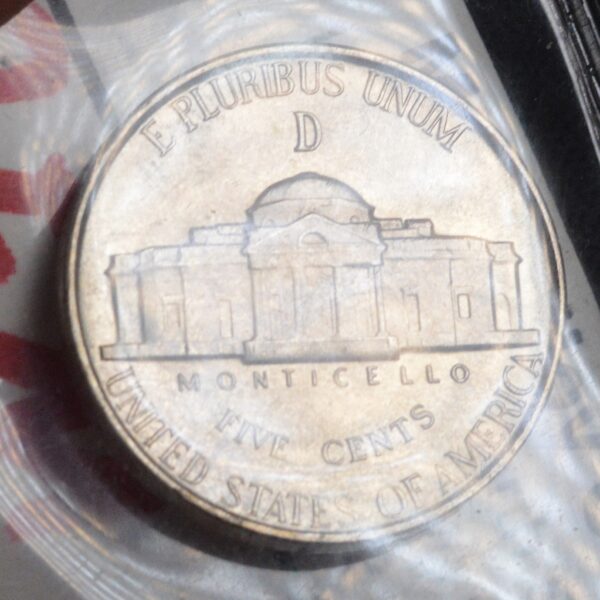 E PLURIBUS UNUM
D
MONTICELLO
FIVE CENTS
UNITED STATES OF AMERICA